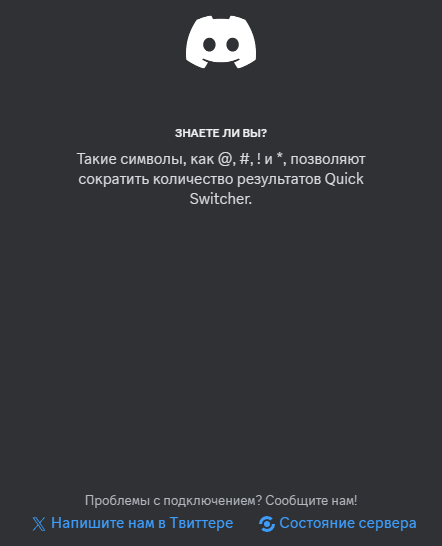 ЗНАЕТЕ ЛИ ВЫ?
Такие символы, как @, #, ! и *, позволяют
сократить количество результатов Quick
Switcher.
Проблемы с подключением? Сообщите нам!
Напишите нам в Твиттере Состояние сервера